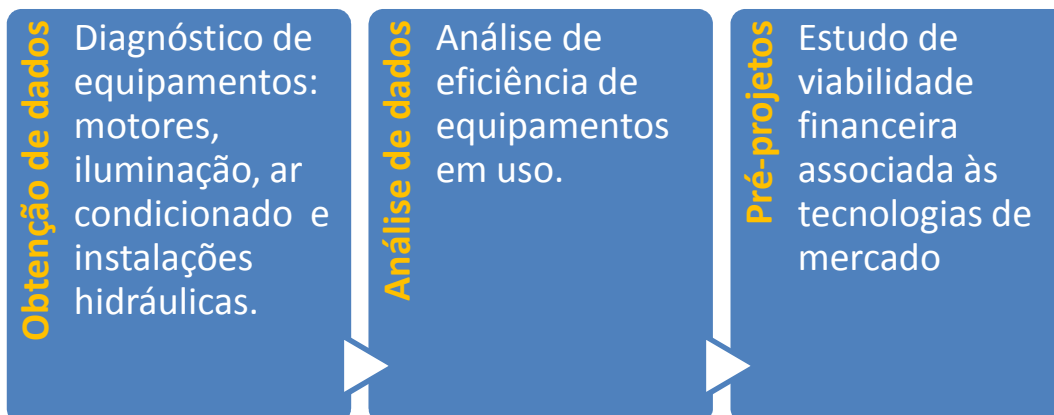 Obtenção de dados
Diagnóstico de
equipamentos:
motores,
iluminação, ar
condicionado e
instalações
hidráulicas.
Análise de dados
Análise de
eficiência de
equipamentos
em uso.
Pré-projetos
Estudo de
viabilidade
financeira
associada às
tecnologias de
mercado